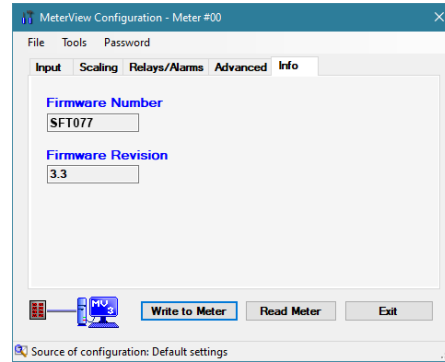 MeterView Configuration - Meter #00
File Tools Password
Input Scaling Relays/Alarms Advanced Info
Firmware Number
SFT077
Firmware Revision
3.3
MV
3
Write to Meter Read Meter Exit
Source of configuration: Default settings